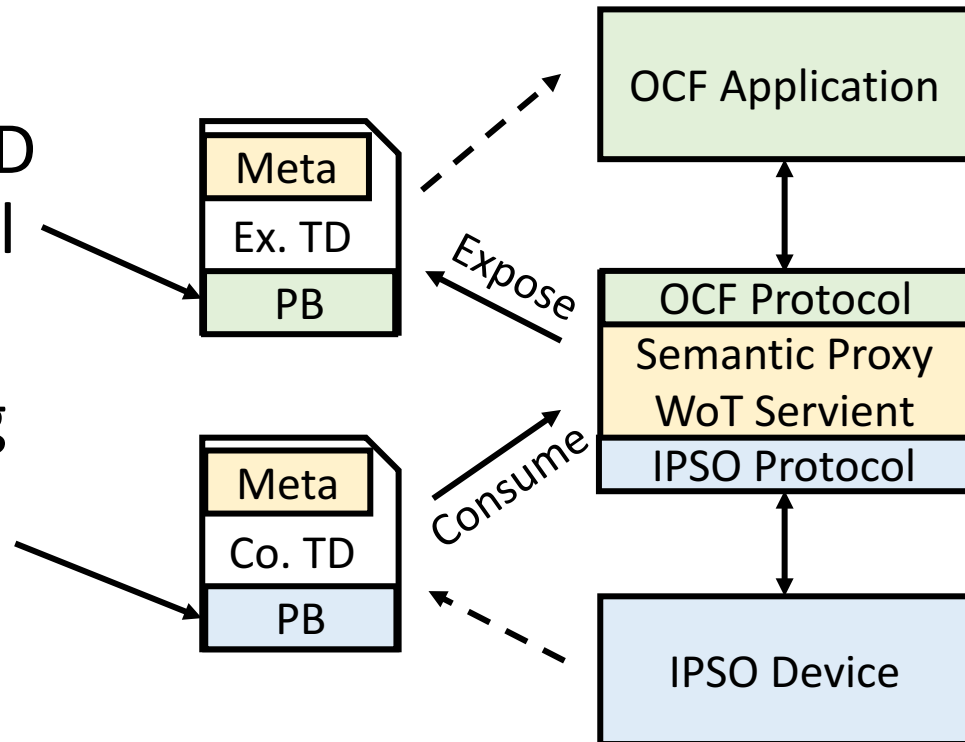 OCF Application
D
l
Meta
Ex. TD
PB
Expose
OCF Protocol
Semantic Proxy
WoT Servient
IPSO Protocol
g
Meta
Co. TD
PB
Consume
IPSO Device